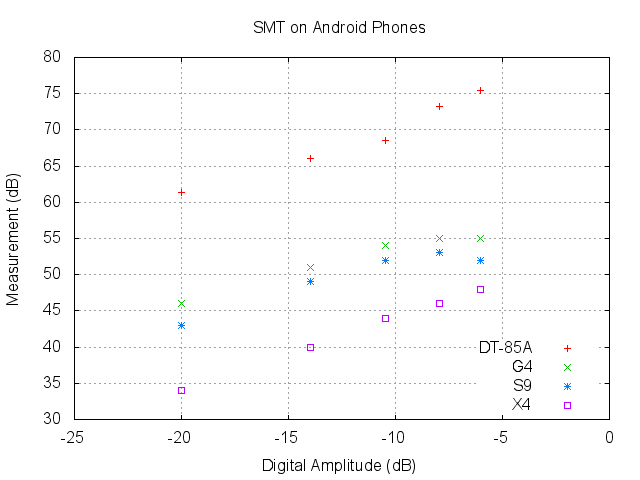 SMT on Android Phones
80
75
70
65
60
55
50
45
40
35
30
Measurement (dB)
DT-85A
G4
S9
X4
-25 -20 -15 -10 -5 0
Digital Amplitude (dB)